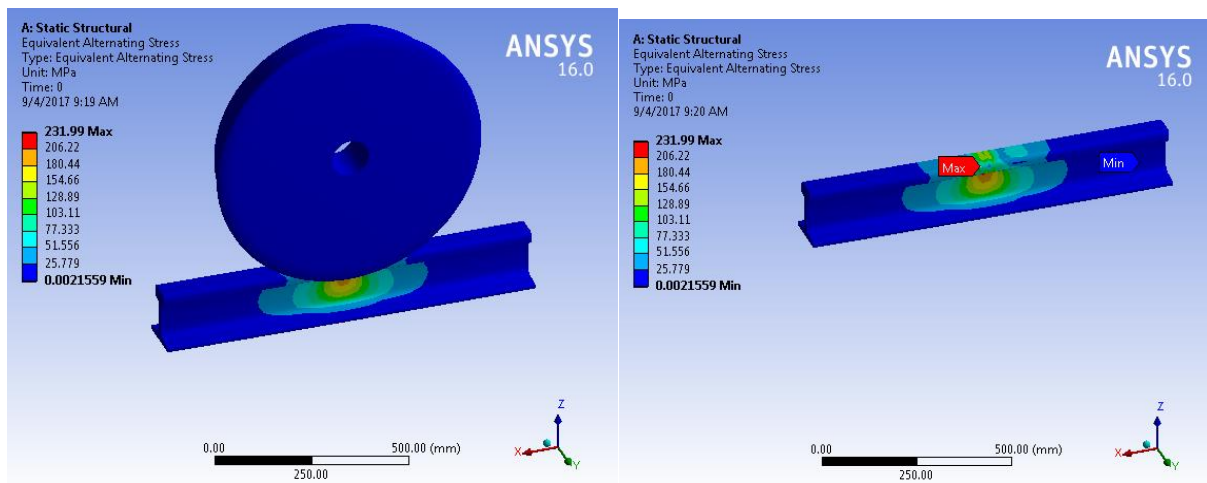 A: Static Structural
Equivalent Alternating Stress
Type: Equivalent Alternating Stress
Unit: MPa
Time: 0
9/4/2017 9:19 AM
ANSYS
16.0
231.99 Max
206.22
180.44
154.66
128.89
103.11
77.333
51.556
25.779
0.0021559 Min
0.00
500.00 (mm)
250.00
Z
X
Y
A: Static Structural
Equivalent Alternating Stress
Type: Equivalent Alternating Stress
Unit: MPa
Time: 0
9/4/2017 9:20 AM
ANSYS
16.0
231.99 Max
206.22
180.44
154.66
128.89
103.11
77.333
51.556
25.779
0.0021559 Min
Max
Min
0.00
500.00 (mm)
250.00
Z
X
Y